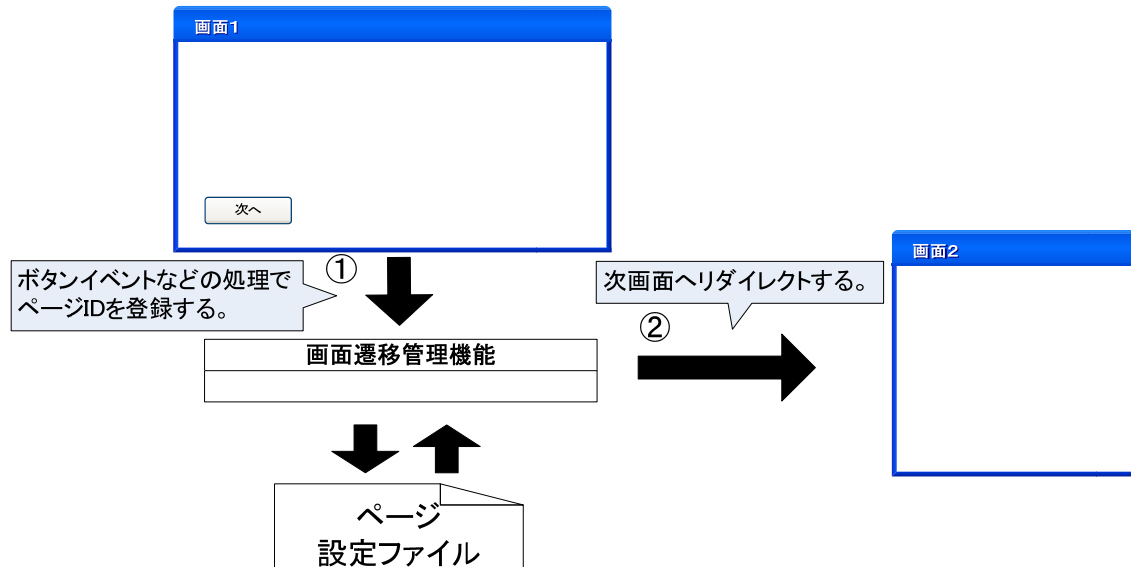 画面1
次へ
ボタンイベントなどの処理で
ページIDを登録する。
①
次画面へリダイレクトする。
②
画面2
画面遷移管理機能
ページ
設定ファイル